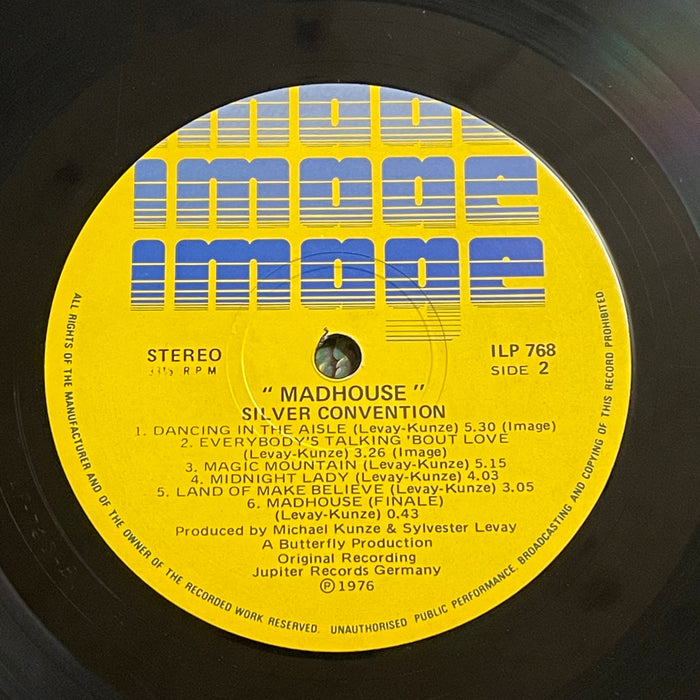 image
image
image
STEREO
33⅓ RPM
ILP 768
SIDE 2
"MADHOUSE"
SILVER CONVENTION
1. DANCING IN THE AISLE (Levay-Kunze) 5.30 (Image)
2. EVERYBODY'S TALKING 'BOUT LOVE
(Levay-Kunze) 3.26 (Image)
3. MAGIC MOUNTAIN (Levay-Kunze) 5.15
4. MIDNIGHT LADY (Levay-Kunze) 4.03
5. LAND OF MAKE BELIEVE (Levay-Kunze) 3.05
6. MADHOUSE (FINALE)
(Levay-Kunze) 0.43
Produced by Michael Kunze & Sylvester Levay
A Butterfly Production
Original Recording
Jupiter Records Germany
℗1976
ALL RIGHTS OF THE MANUFACTURER AND OF THE OWNER OF THE RECORDED WORK RESERVED. UNAUTHORISED PUBLIC PERFORMANCE, BROADCASTING AND COPYING OF THIS RECORD PROHIBITED